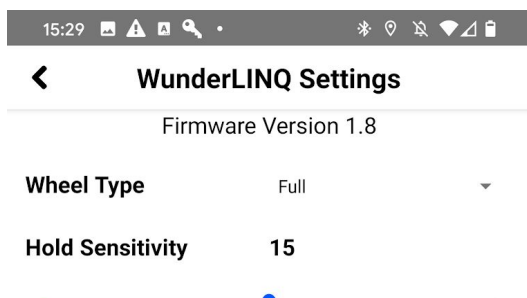 15:29
WunderLINQ Settings
Firmware Version 1.8
Wheel Type Full
Hold Sensitivity 15